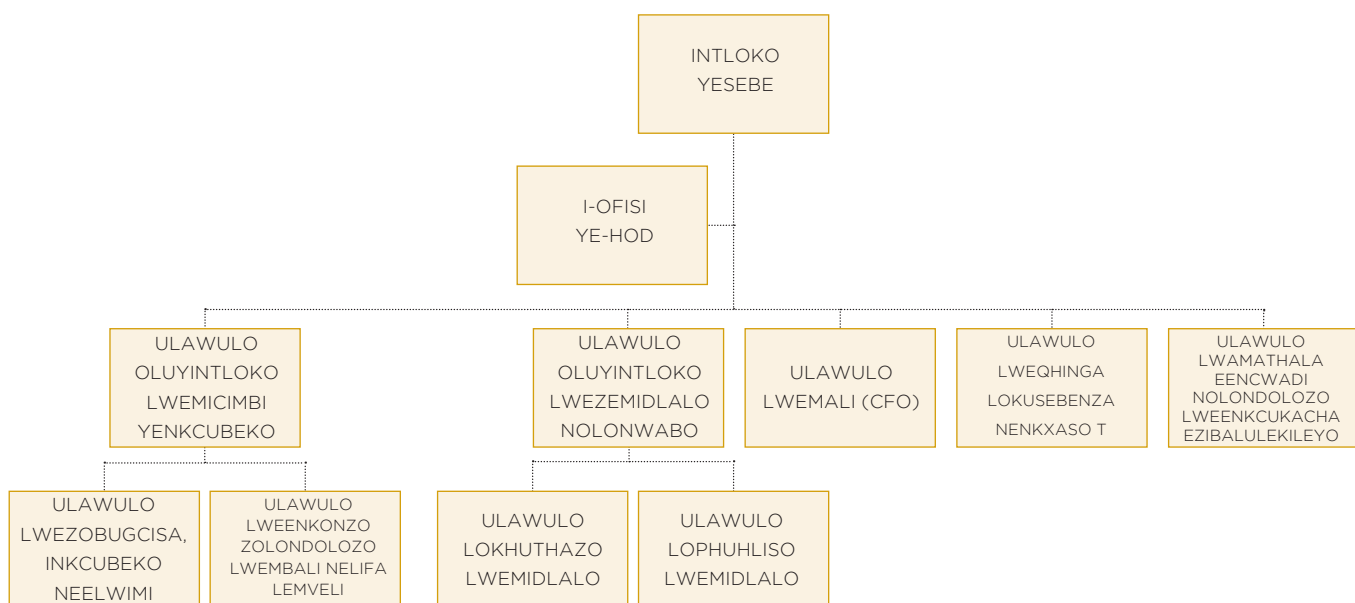 INTLOKO
YESEBE
I-OFISI
YE-HOD
ULAWULO
OLUYINTLOKO
LWEMICIMBI
YENKCUBEKO
ULAWULO
OLUYINTLOKO
LWEZEMIDLALO
NOLONWABO
ULAWULO
LWEMALI (CFO)
ULAWULO
LWEQHINGA
LOKUSEBENZA
NENKXASO T
ULAWULO
LWAMATHALA
EENCWADI
NOLONDOLOZO
LWEENKCUKACHA
EZIBALULEKILEYO
ULAWULO
LWEZOBUGCISA,
INKCUBEKO
NEELWIMI
ULAWULO
LWEENKONZO
ZOLONDOLOZO
LWEMBALI NELIFA
LEMVELI
ULAWULO
LOKHUTHAZO
LWEMIDLALO
ULAWULO
LOPHUHLISO
LWEMIDLALO